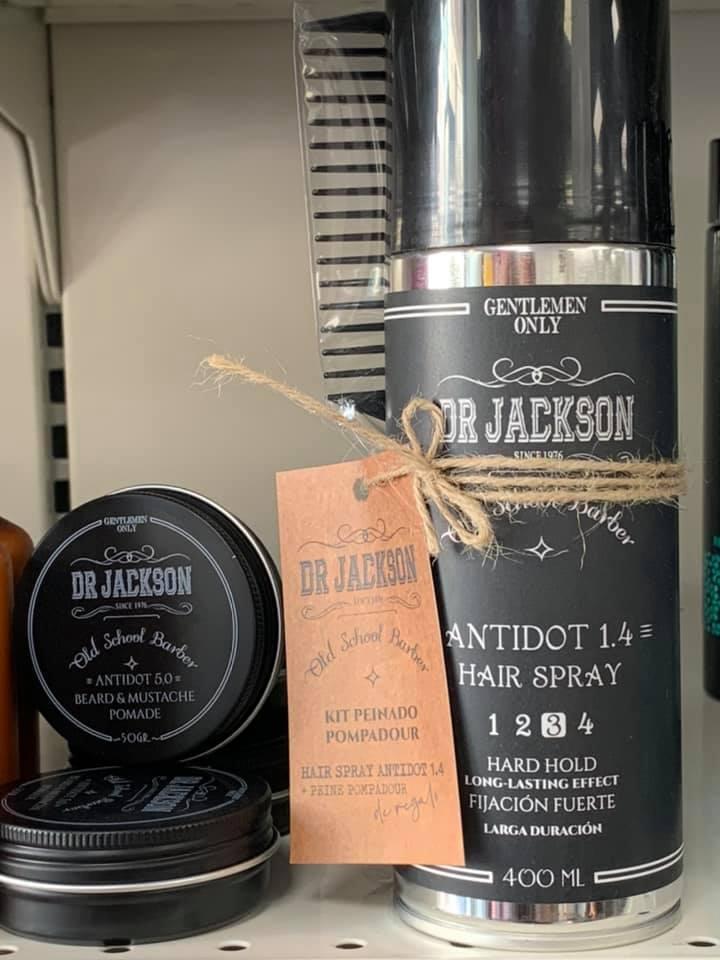 GENTLEMEN
ONLY
DR JACKSON
SINCE 1976
Old School Barber
ANTIDOT 1.4
HAIR SPRAY
1 2 3 4
HARD HOLD
LONG-LASTING EFFECT
FIJACIÓN FUERTE
LARGA DURACIÓN
400 ML
DR JACKSON
Old School Barber
KIT PEINADO
POMPADOUR
HAIR SPRAY ANTIDOT 1.4
+ PEINE POMPADOUR
de regalo
GENTLEMEN
ONLY
DR JACKSON
SINCE 1976
Old School Barber
= ANTIDOT 5.0 =
BEARD & MUSTACHE
POMADE
50GR.